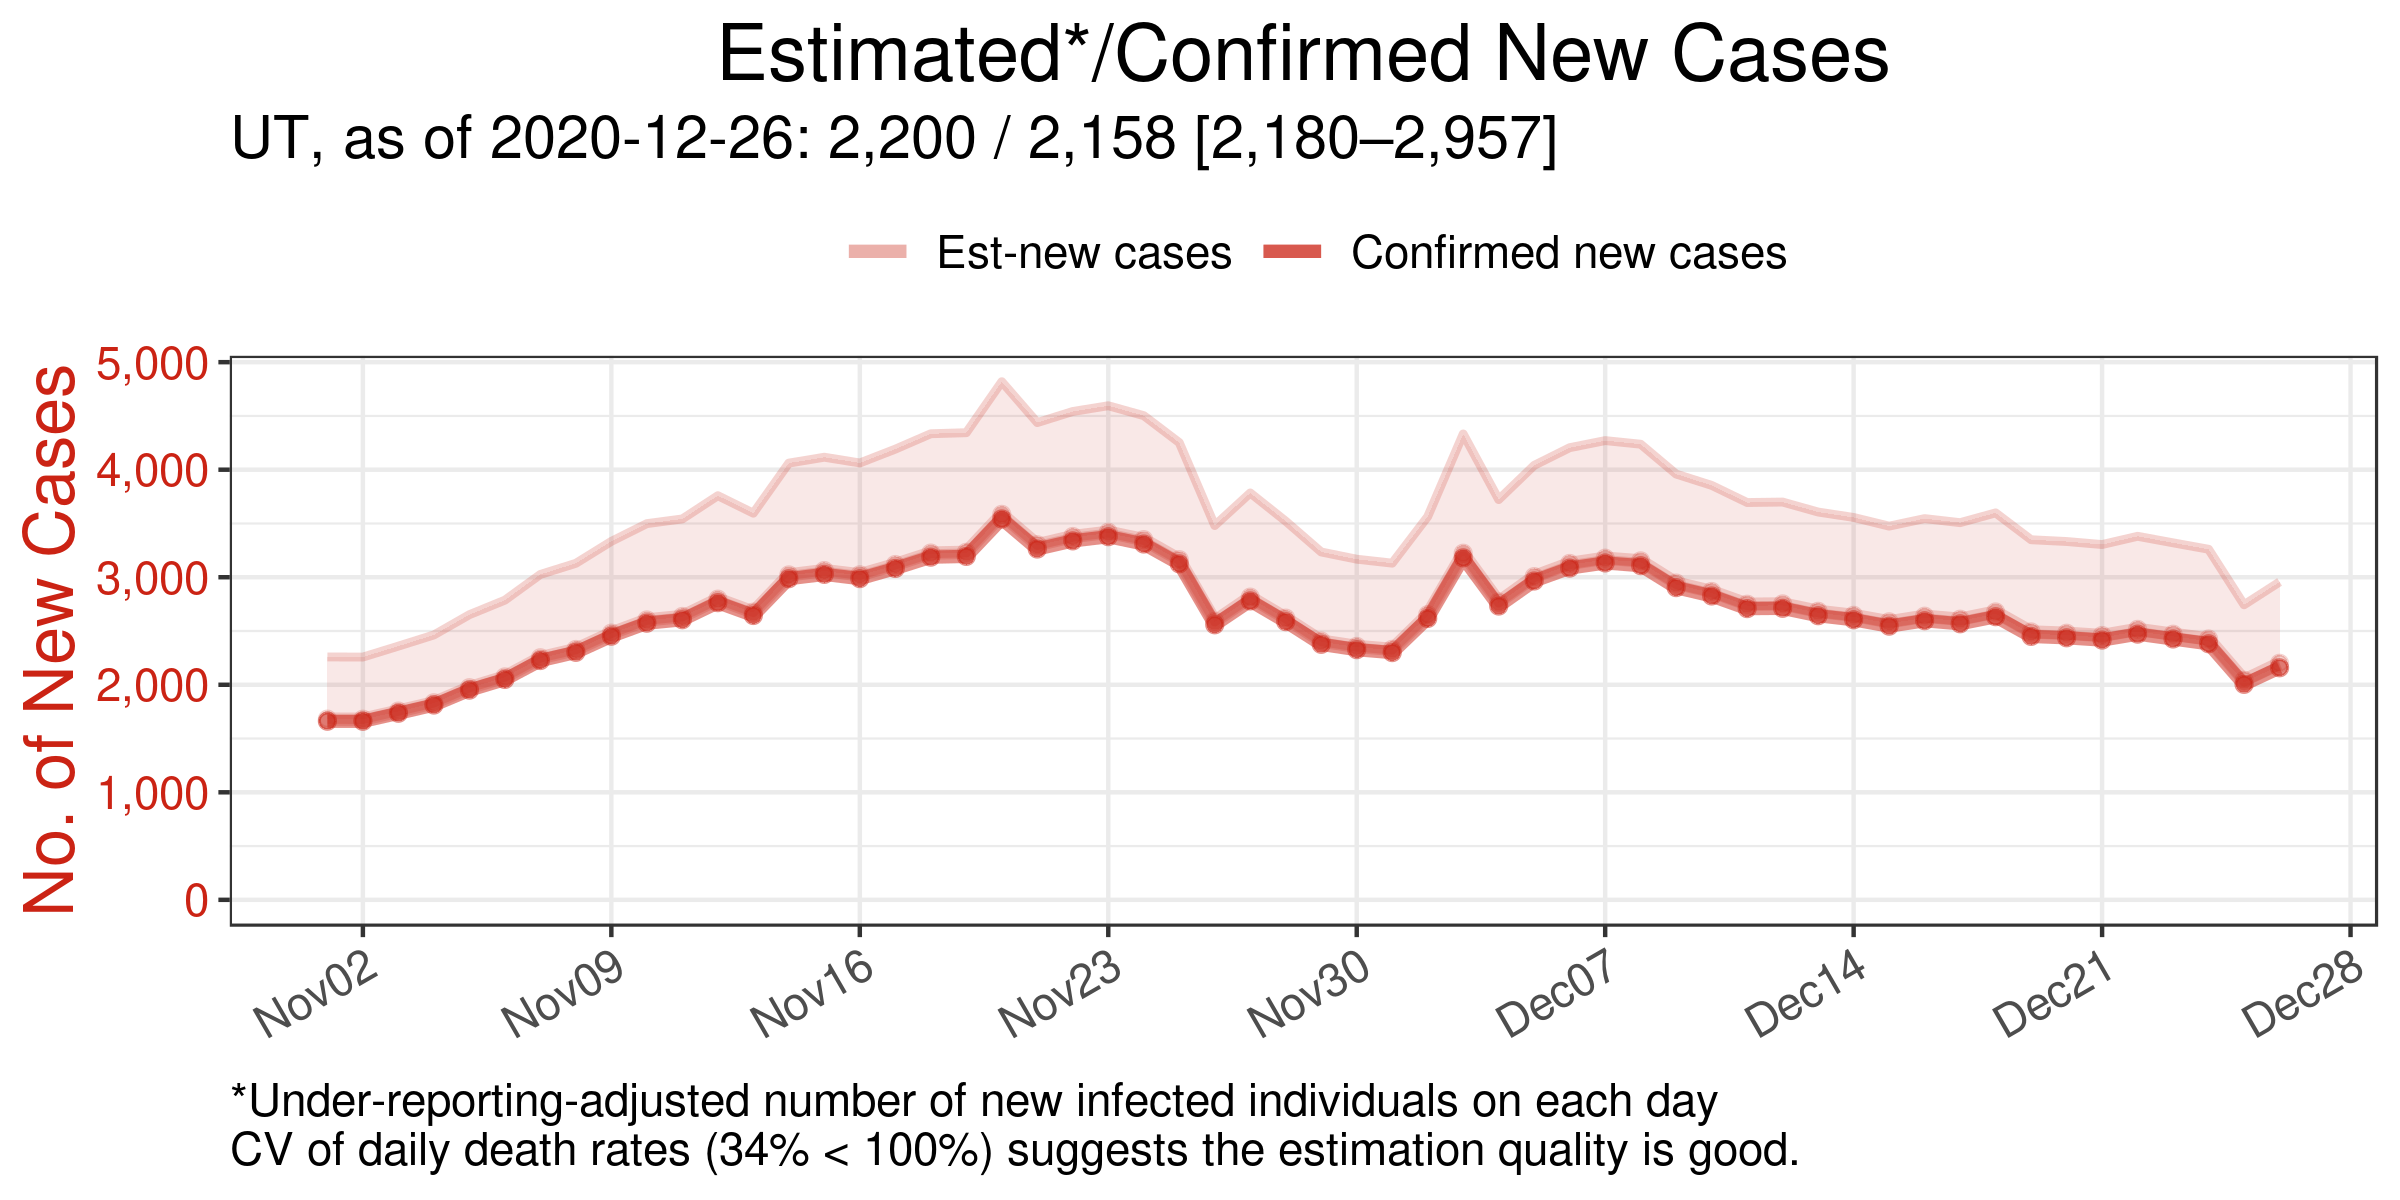 Estimated*/Confirmed New Cases
UT, as of 2020-12-26: 2,200 / 2,158 [2,180–2,957]
Est-new cases
Confirmed new cases
No. of New Cases
5,000
4,000
3,000
2,000
1,000
0
Nov02
Nov09
Nov16
Nov23
Nov30
Dec07
Dec14
Dec21
Dec28
*Under-reporting-adjusted number of new infected individuals on each day
CV of daily death rates (34% < 100%) suggests the estimation quality is good.